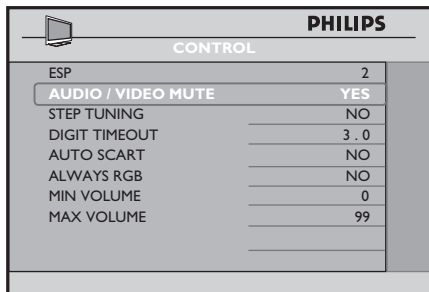 PHILIPS
CONTROL
ESP 2
AUDIO / VIDEO MUTE YES
STEP TUNING NO
DIGIT TIMEOUT 3 . 0
AUTO SCART NO
ALWAYS RGB NO
MIN VOLUME 0
MAX VOLUME 99